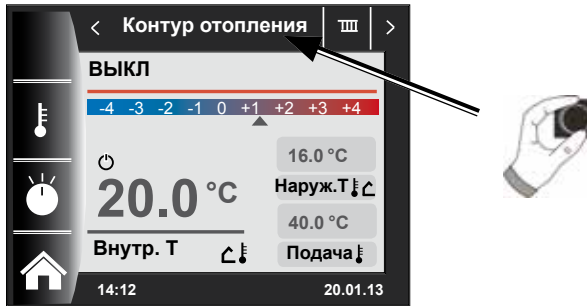 < Контур отопления >
ВЫКЛ
-4 -3 -2 -1 0 +1 +2 +3 +4
16.0 °C
Наруж.Т
20.0 °C
40.0 °C
Внутр. Т
Подача
14:12 20.01.13